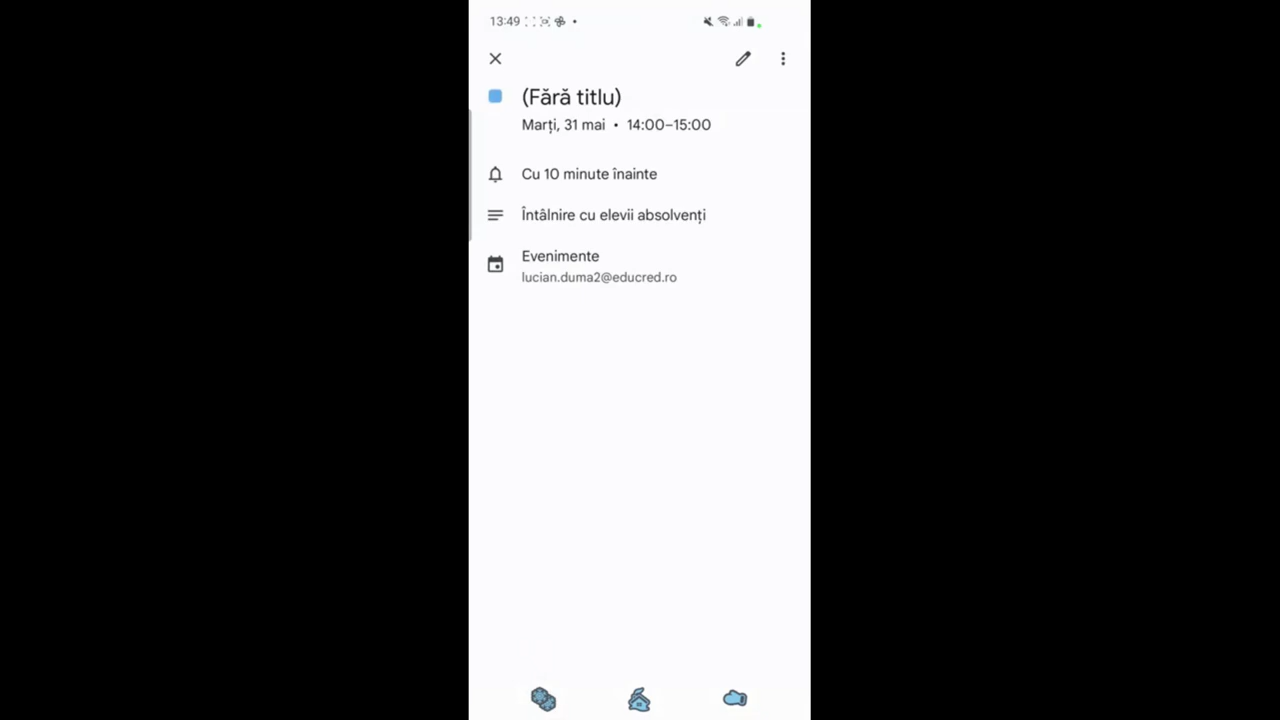 13:49
(Fără titlu)
Marți, 31 mai • 14:00–15:00
Cu 10 minute înainte
Întâlnire cu elevii absolvenți
Evenimente
lucian.duma2@educred.ro